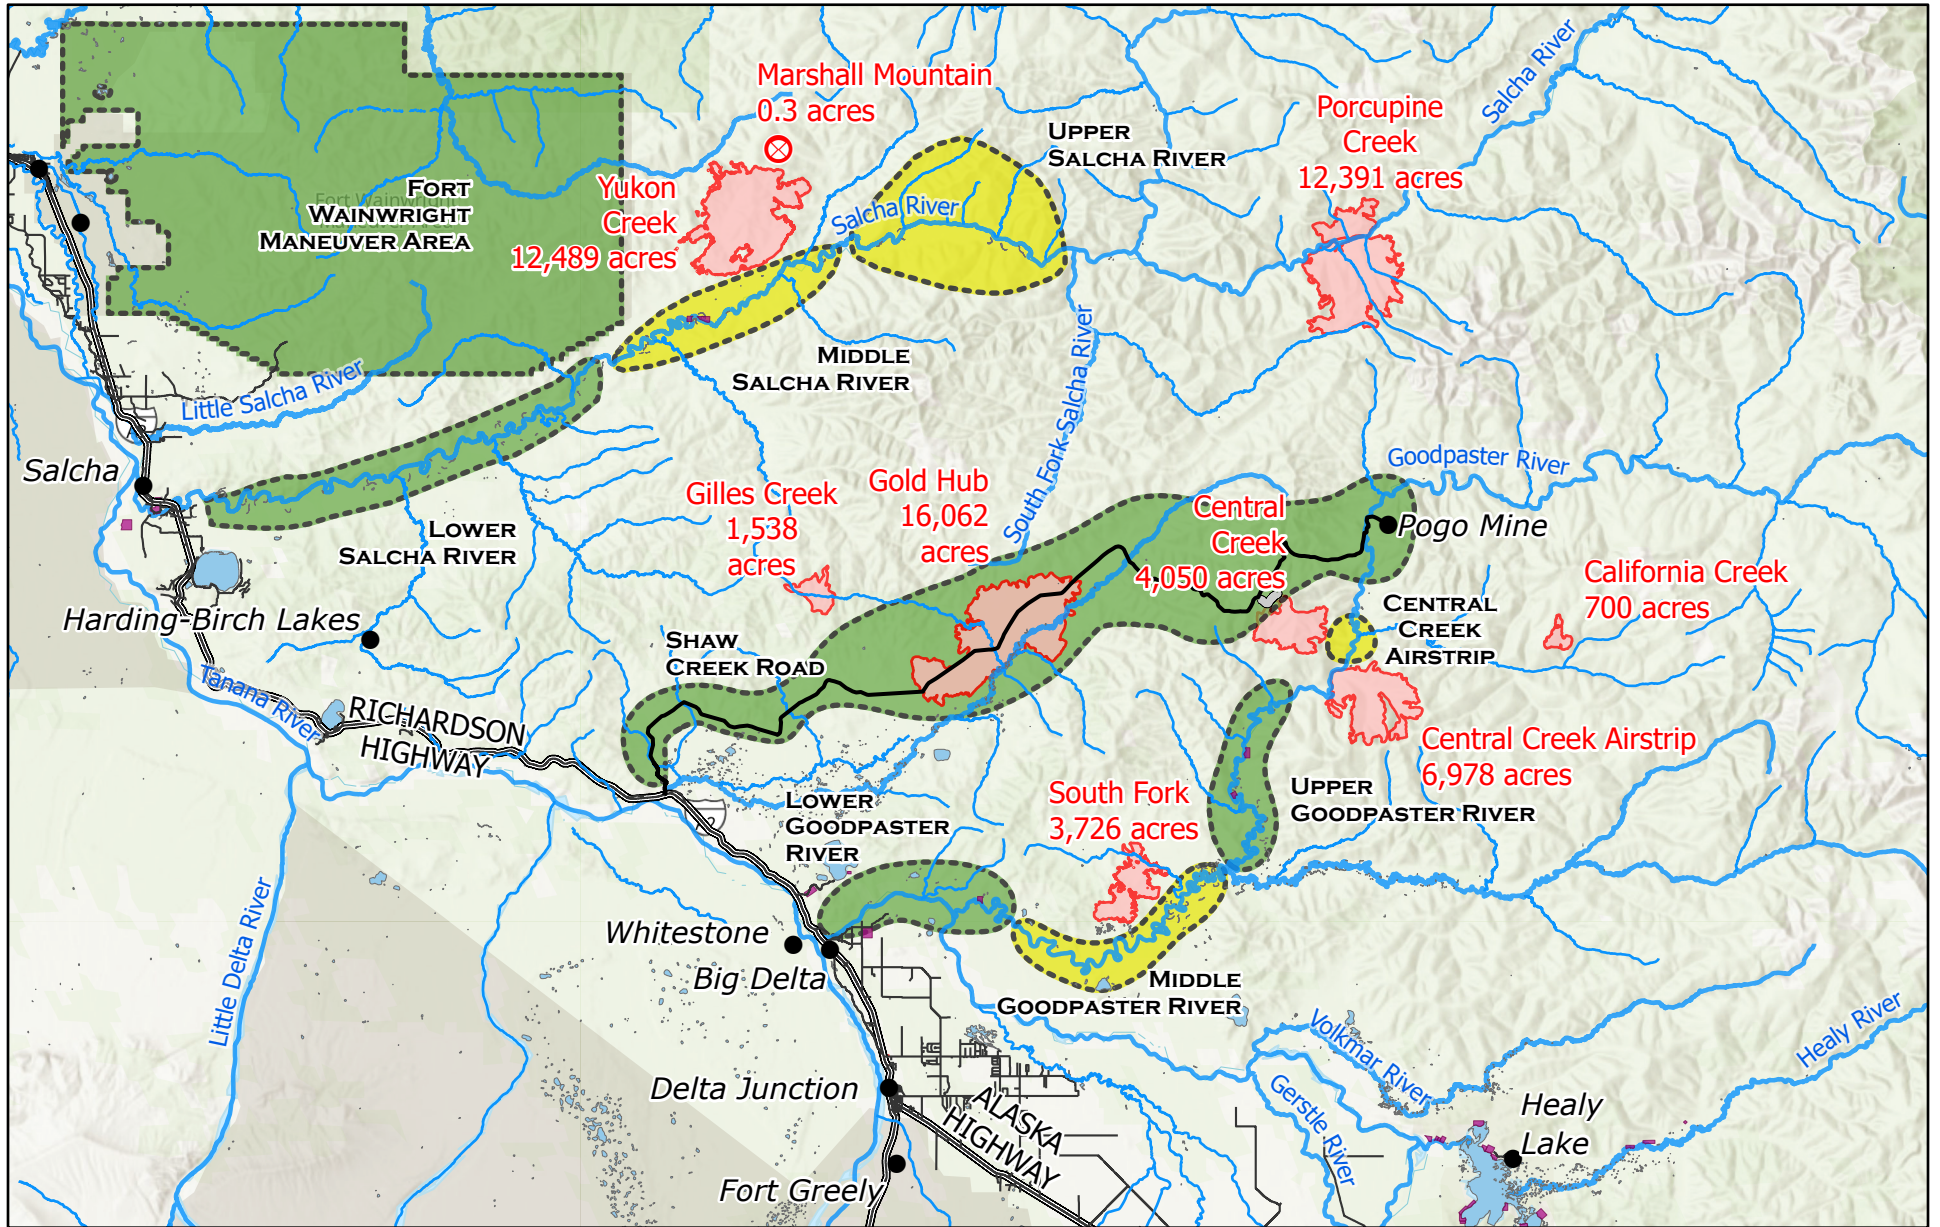 Marshall Mountain
0.3 acres
UPPER
SALCHA RIVER
Porcupine
Creek
12,391 acres
Salcha River
FORT
WAINWRIGHT
MANEUVER AREA
Fort Wainwright
Yukon
Creek
12,489 acres
Salcha River
MIDDLE
SALCHA RIVER
Little Salcha River
South Fork Salcha River
Salcha
LOWER
SALCHA RIVER
Gilles Creek
1,538
acres
Gold Hub
16,062
acres
Central
Creek
4,050 acres
Goodpaster River
Pogo Mine
California Creek
700 acres
CENTRAL
CREEK
AIRSTRIP
Harding-Birch Lakes
SHAW
CREEK ROAD
Tanana River
RICHARDSON
HIGHWAY
Central Creek Airstrip
6,978 acres
UPPER
GOODPASTER RIVER
South Fork
3,726 acres
LOWER
GOODPASTER
RIVER
Whitestone
Big Delta
MIDDLE
GOODPASTER RIVER
Little Delta River
Delta Junction
ALASKA
HIGHWAY
Volkmar River
Gerstle River
Healy River
Healy
Lake
Fort Greely